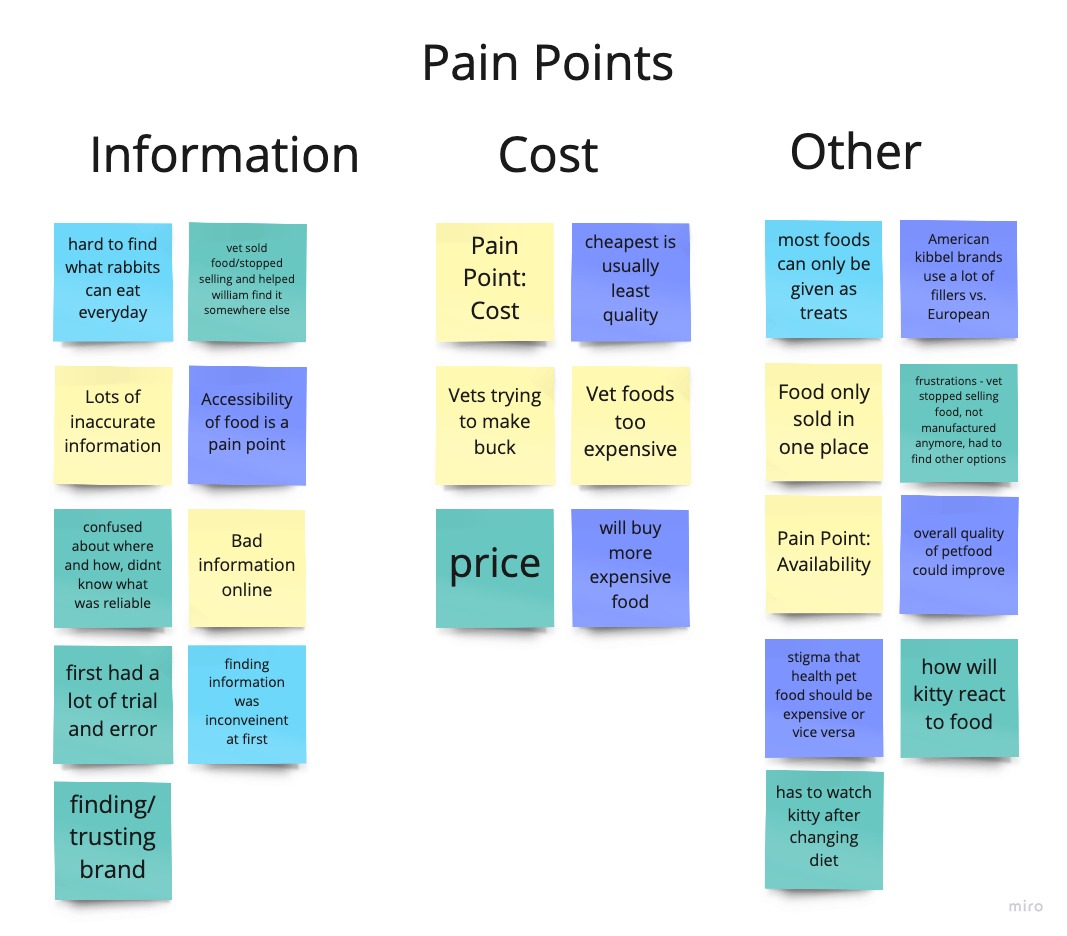 Pain Points
Information
hard to find
what rabbits
can eat
everyday
vet sold
food/stopped
selling and helped
william find it
somewhere else
Lots of
inaccurate
information
Accessibility
of food is a
pain point
confused
about where
and how, didnt
know what
was reliable
Bad
information
online
first had a
lot of trial
and error
finding
information
was
inconveinent
at first
finding/
trusting
brand
Cost
Pain
Point:
Cost
cheapest is
usually
least
quality
Vets trying
to make
buck
Vet foods
too
expensive
price
will buy
more
expensive
food
Other
most foods
can only be
given as
treats
American
kibbel brands
use a lot of
fillers vs.
European
Food only
sold in
one place
frustrations - vet
stopped selling
food, not
manufactured
anymore, had to
find other options
Pain Point:
Availability
overall quality
of petfood
could improve
stigma that
health pet
food should be
expensive or
vice versa
how will
kitty react
to food
has to watch
kitty after
changing
diet
miro